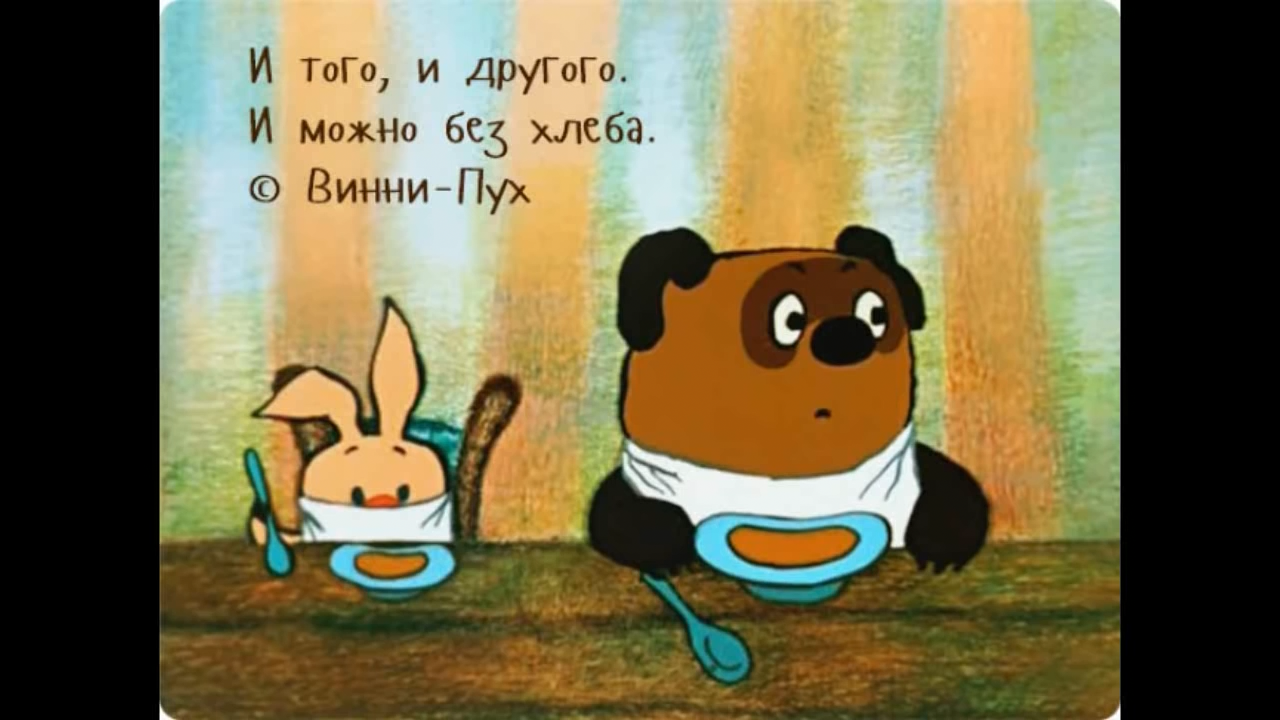 И того, и другого.
И можно без хлеба.
© Винни-Пух